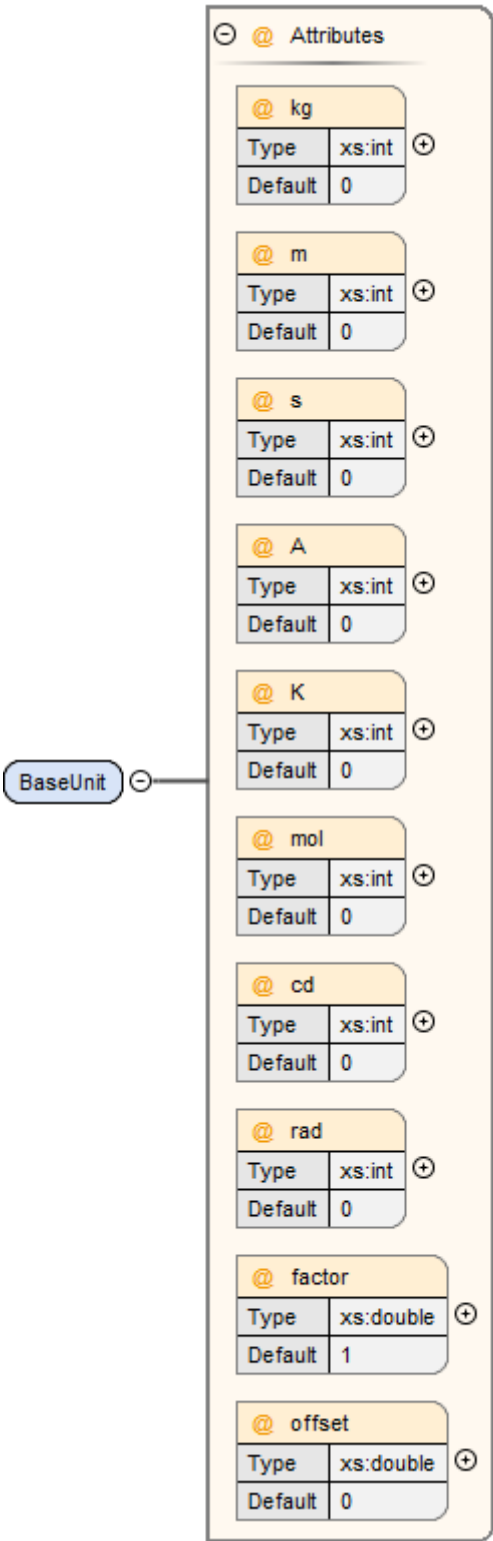 @ Attributes
@ kg
Type xs:int
Default 0
@ m
Type xs:int
Default 0
@ s
Type xs:int
Default 0
@ A
Type xs:int
Default 0
@ K
Type xs:int
Default 0
BaseUnit
@ mol
Type xs:int
Default 0
@ cd
Type xs:int
Default 0
@ rad
Type xs:int
Default 0
@ factor
Type xs:double
Default 1
@ offset
Type xs:double
Default 0